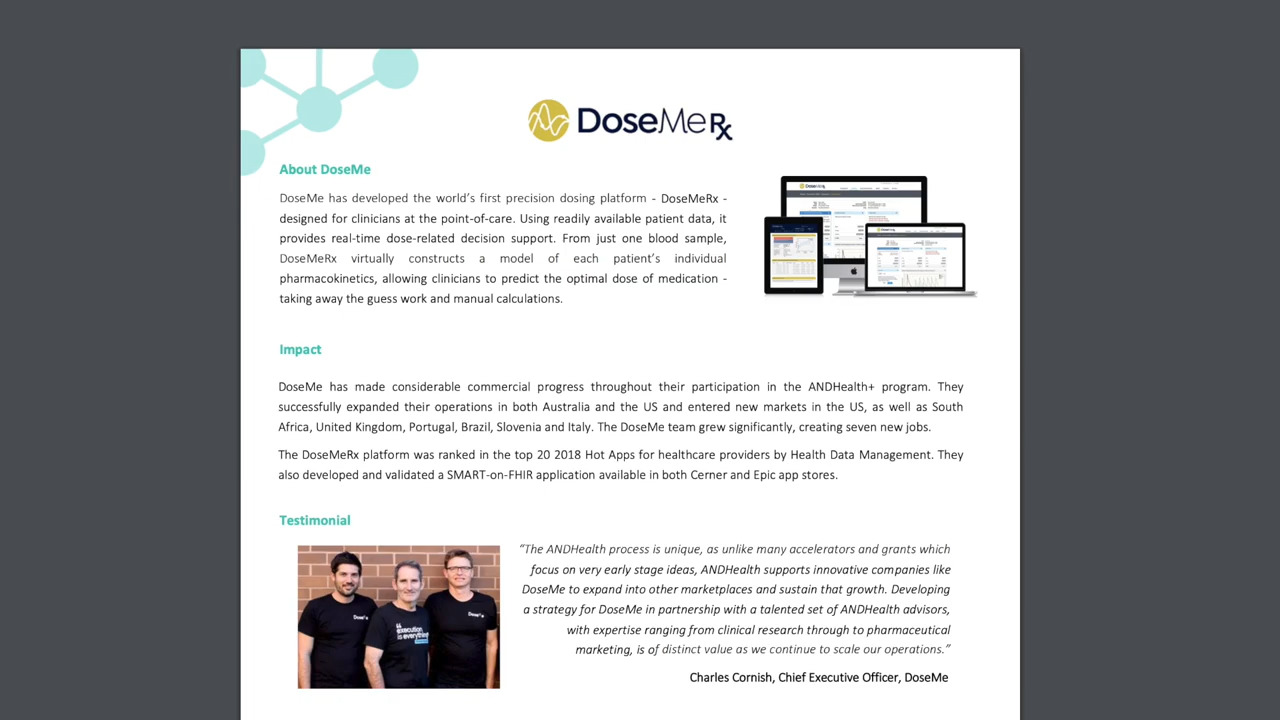 DoseMeRx
About DoseMe
DoseMe has developed the world's first precision dosing platform - DoseMeRx -
designed for clinicians at the point-of-care. Using readily available patient data, it
provides real-time dose-related decision support. From just one blood sample,
DoseMeRx virtually constructs a model of each patient's individual
pharmacokinetics, allowing clinicians to predict the optimal dose of medication -
taking away the guess work and manual calculations.
Impact
DoseMe has made considerable commercial progress throughout their participation in the ANDHealth+ program. They
successfully expanded their operations in both Australia and the US and entered new markets in the US, as well as South
Africa, United Kingdom, Portugal, Brazil, Slovenia and Italy. The DoseMe team grew significantly, creating seven new jobs.
The DoseMeRx platform was ranked in the top 20 2018 Hot Apps for healthcare providers by Health Data Management. They
also developed and validated a SMART-on-FHIR application available in both Cerner and Epic app stores.
Testimonial
"The ANDHealth process is unique, as unlike many accelerators and grants which
focus on very early stage ideas, ANDHealth supports innovative companies like
DoseMe to expand into other marketplaces and sustain that growth. Developing
a strategy for DoseMe in partnership with a talented set of ANDHealth advisors,
with expertise ranging from clinical research through to pharmaceutical
marketing, is of distinct value as we continue to scale our operations."
Charles Cornish, Chief Executive Officer, DoseMe
execution
is everything